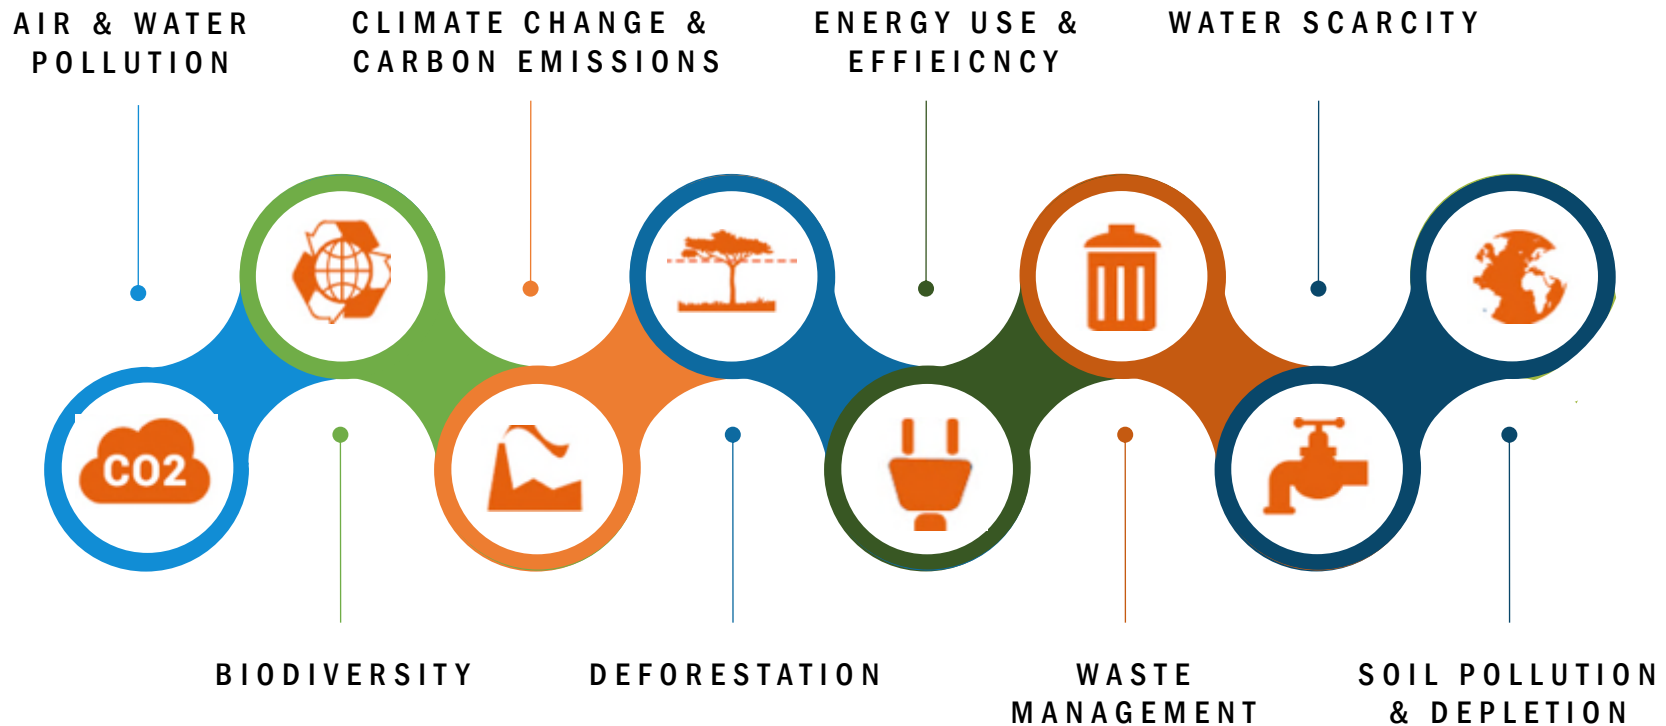 AIR & WATER
POLLUTION
CLIMATE CHANGE &
CARBON EMISSIONS
ENERGY USE &
EFFIEICNCY
WATER SCARCITY
CO2
BIODIVERSITY
DEFORESTATION
WASTE
MANAGEMENT
SOIL POLLUTION
& DEPLETION